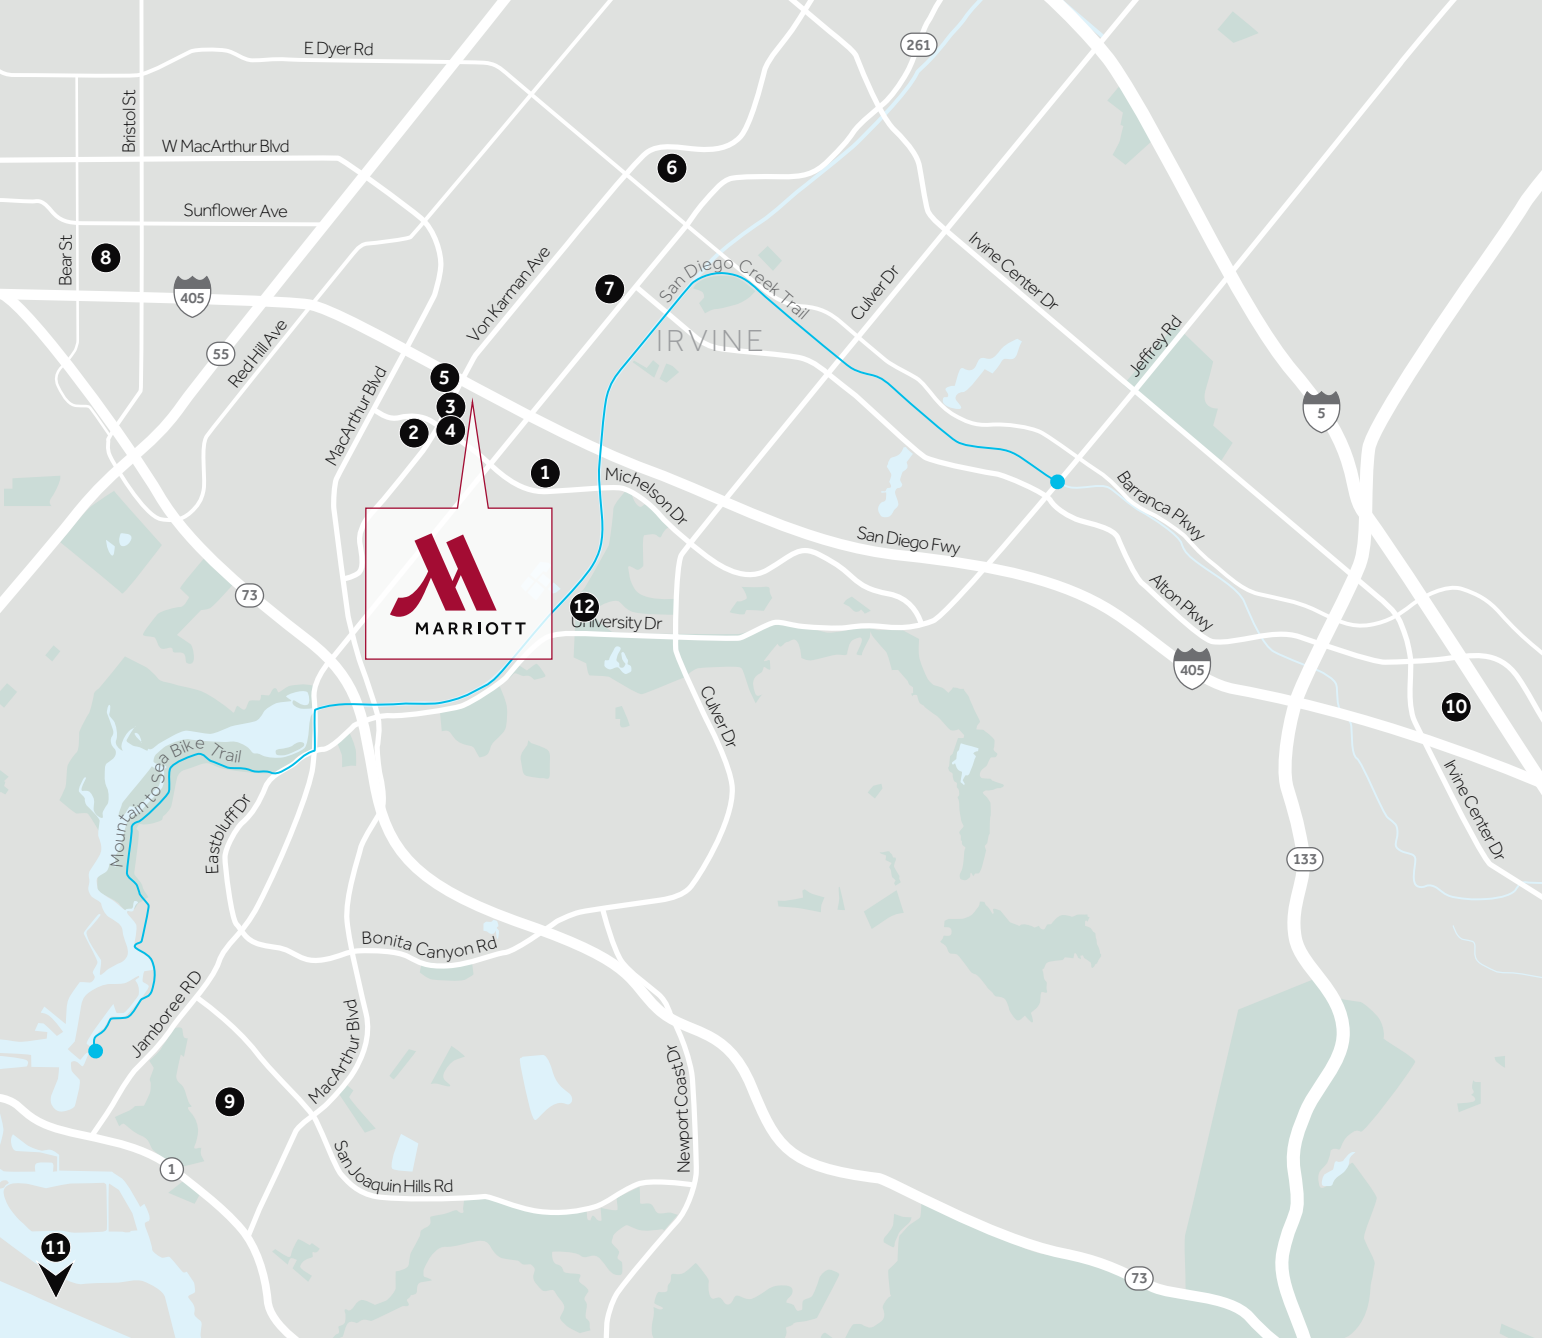 261
E Dyer Rd
Bristol St
W MacArthur Blvd
6
Sunflower Ave
Bear St
8
405
55
Red Hill Ave
Von Karman Ave
7
San Diego Creek Trail
IRVINE
Culver Dr
Irvine Center Dr
Jeffrey Rd
5
MacArthur Blvd
5
3
2
4
1
Michelson Dr
San Diego Fwy
Barranca Pkwy
Alton Pkwy
73
MARRIOTT
12
University Dr
405
10
Culver Dr
Mountain to Sea Bike Trail
Eastbluff Dr
Irvine Center Dr
133
Bonita Canyon Rd
Jamboree RD
MacArthur Blvd
Newport Coast Dr
9
1
San Joaquin Hills Rd
11
73